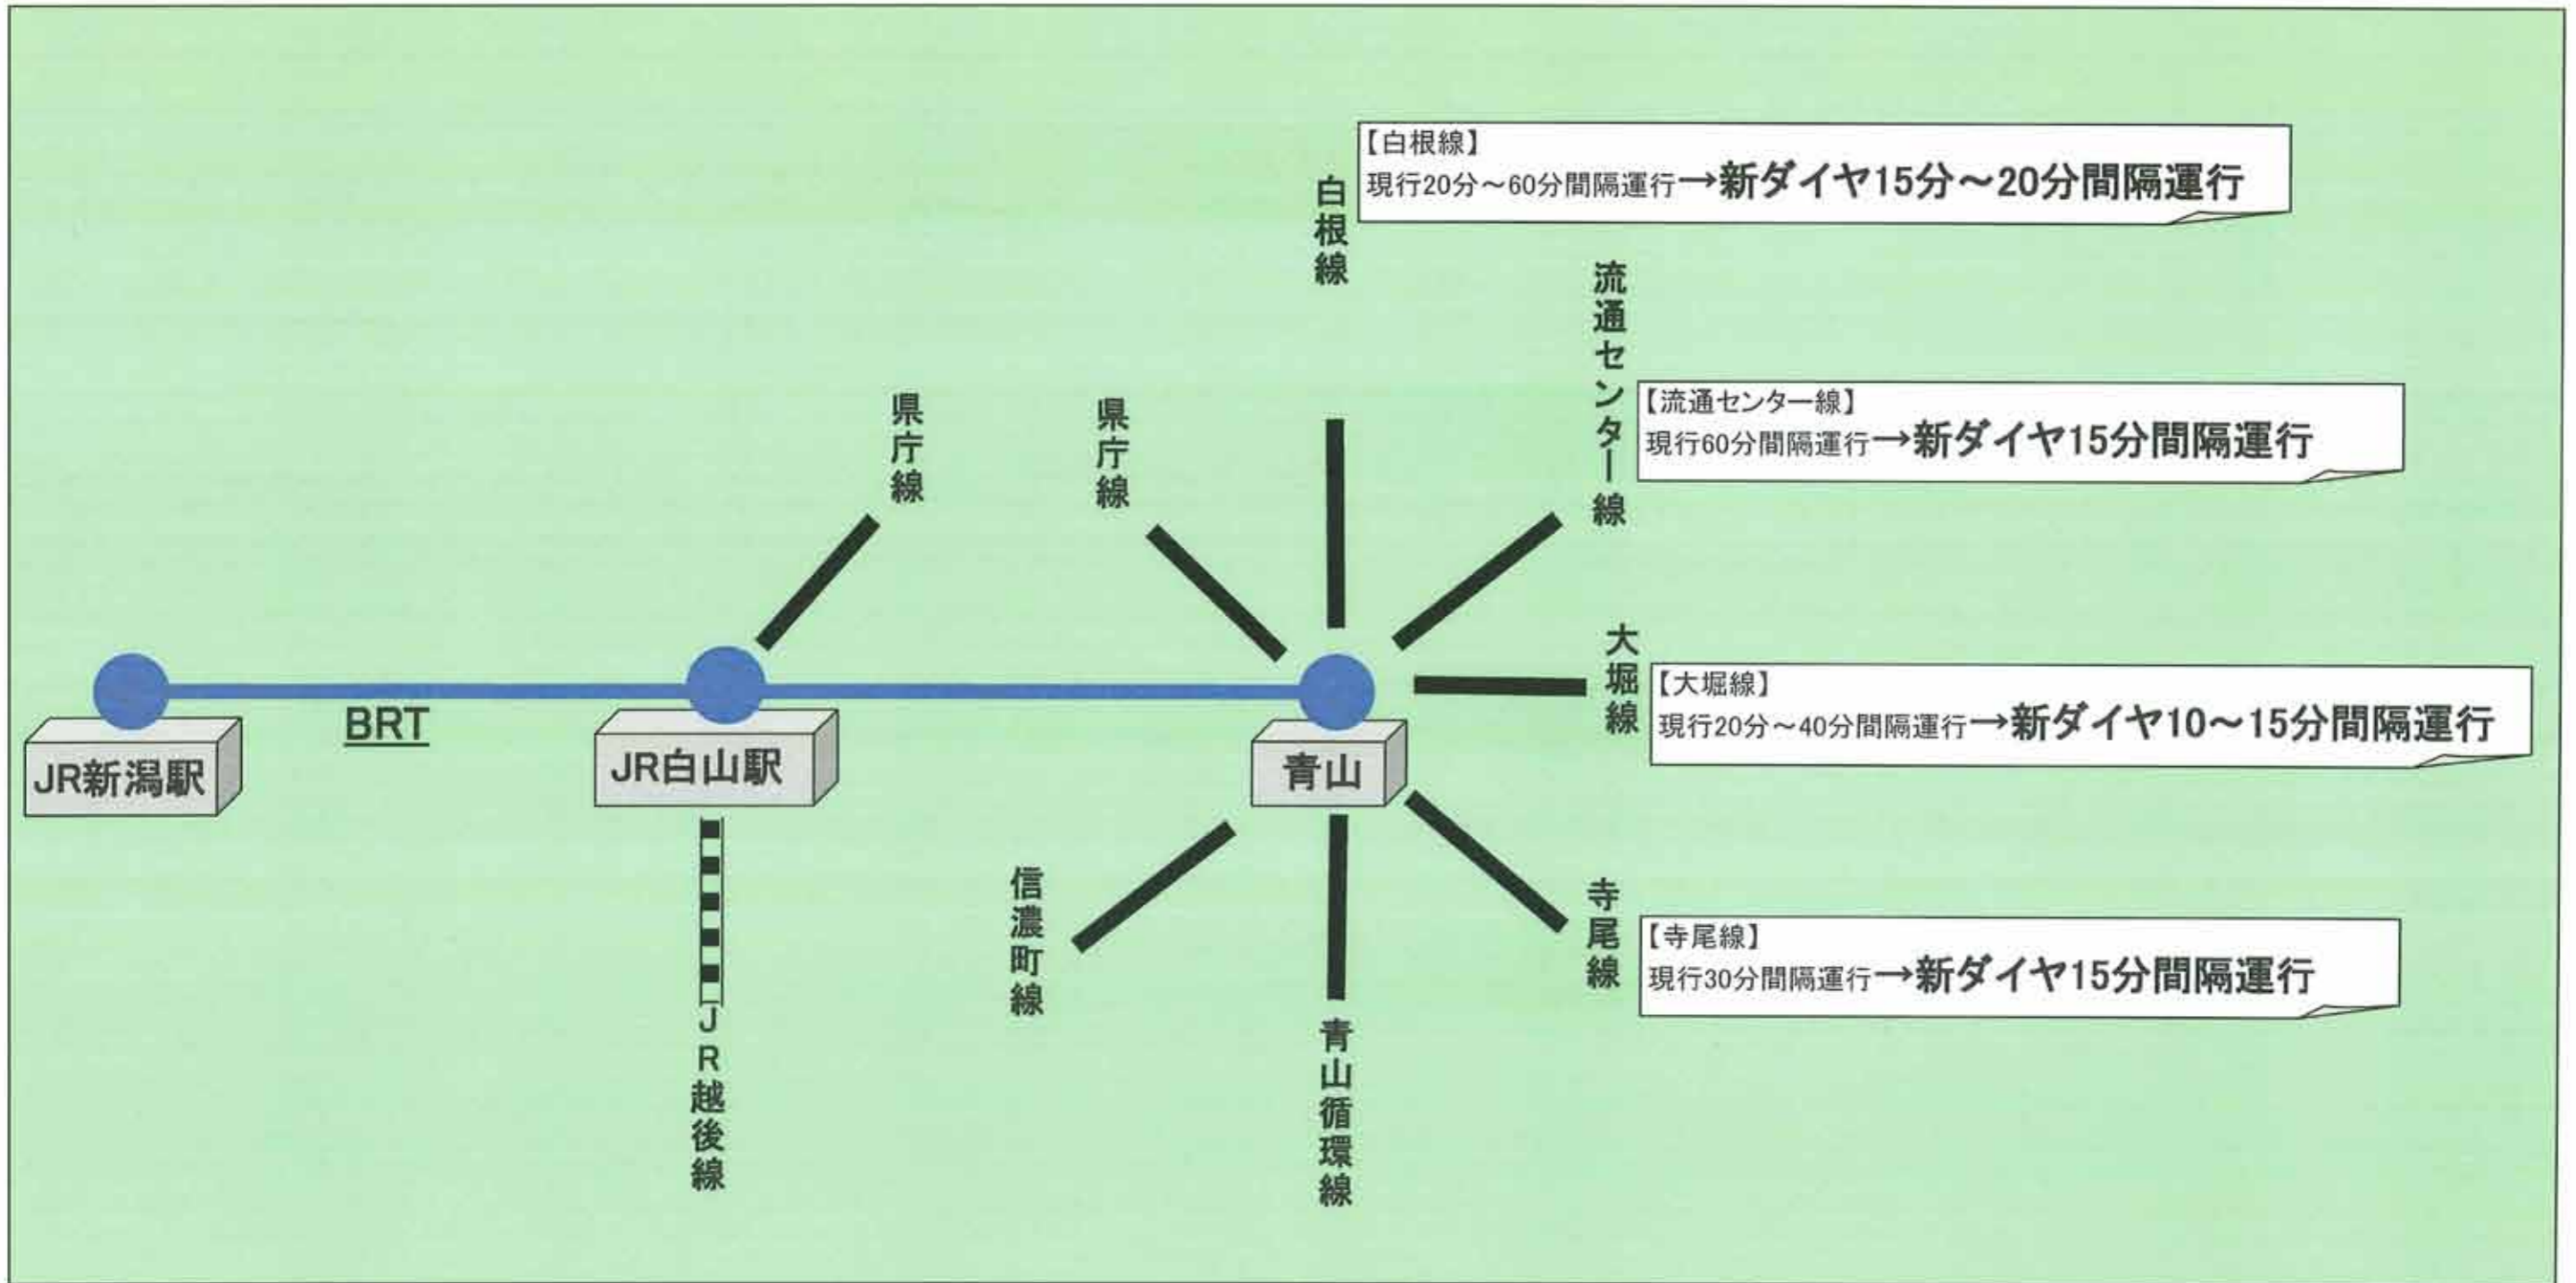 【白根線】
現行20分～60分間隔運行→新ダイヤ15分～20分間隔運行
白根線
流通センター線
【流通センター線】
現行60分間隔運行→新ダイヤ15分間隔運行
県庁線
県庁線
大堀線
【大堀線】
現行20分～40分間隔運行→新ダイヤ10～15分間隔運行
BRT
JR新潟駅
JR白山駅
青山
信濃町線
寺尾線
【寺尾線】
現行30分間隔運行→新ダイヤ15分間隔運行
JR越後線
青山循環線